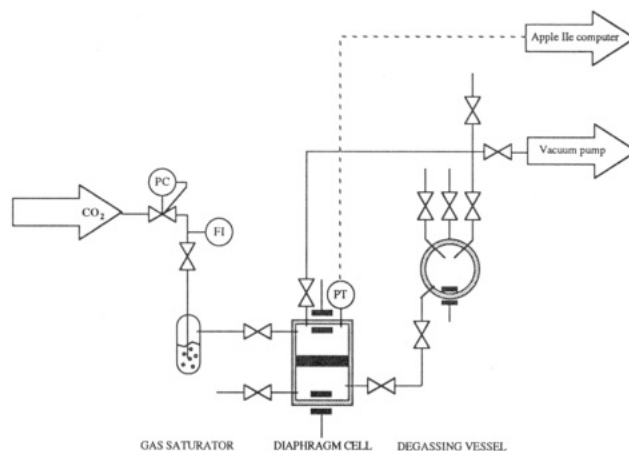 Apple IIe computer
Vacuum pump
PC
CO₂
FI
PT
GAS SATURATOR DIAPHRAGM CELL DEGASSING VESSEL